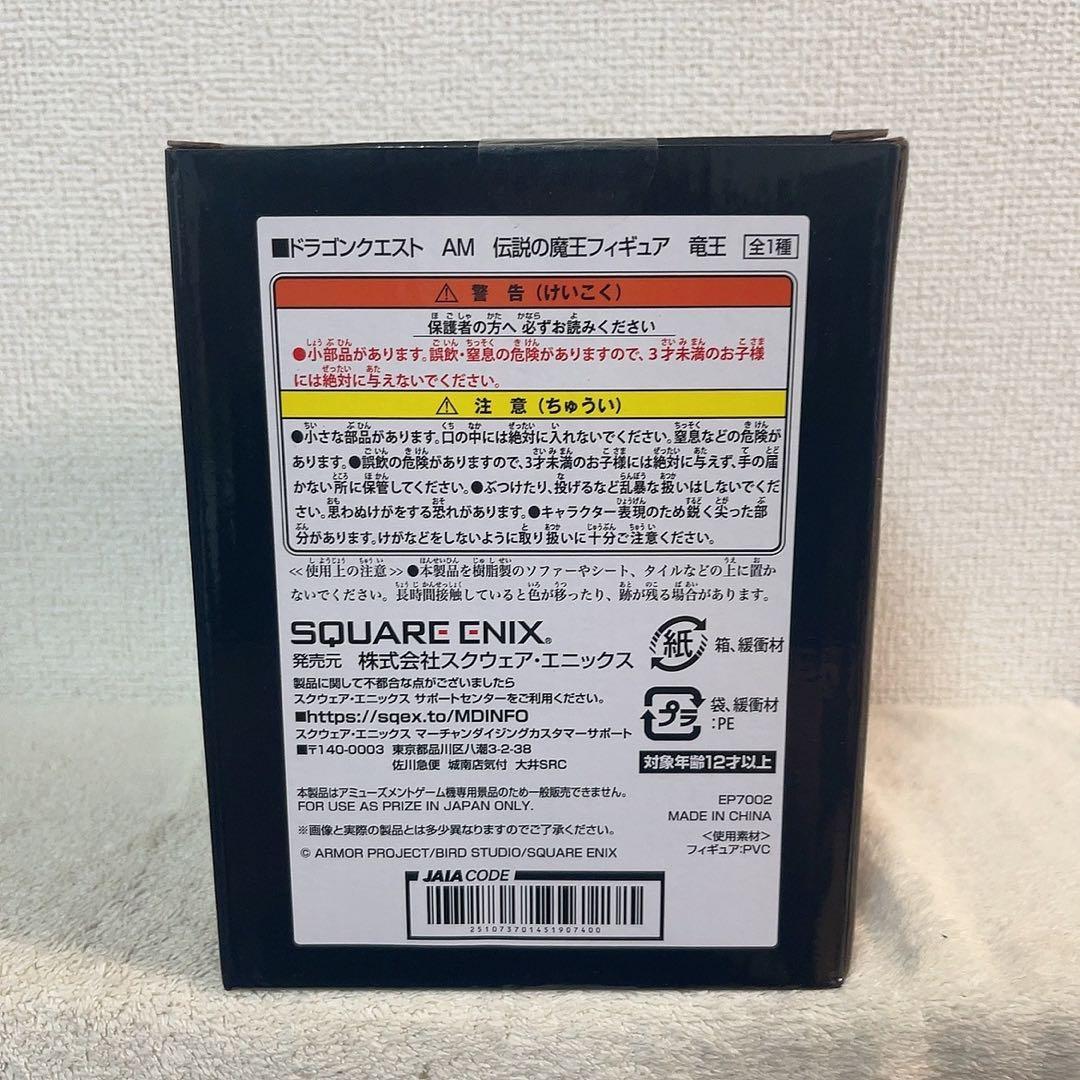 ■ドラゴンクエスト AM 伝説の魔王フィギュア 竜王 全1種
⚠ 警告(けいこく)
保護者の方へ 必ずお読みください
●小部品があります。誤飲・窒息の危険がありますので、3才未満のお子様
には絶対に与えないでください。
⚠ 注意(ちゅうい)
●小さな部品があります。口の中には絶対に入れないでください。窒息などの危険が
あります。●誤飲の危険がありますので、3才未満のお子様には絶対に与えず、手の届
かない所に保管してください。●ぶつけたり、投げるなど乱暴な扱いはしないでくださ
い。思わぬけがをする恐れがあります。●キャラクター表現のため鋭く尖った部
分があります。けがなどをしないように取り扱いに十分ご注意ください。
≪使用上の注意≫●本製品を樹脂製のソファーやシート、タイルなどの上に置か
ないでください。長時間接触していると色が移ったり、跡が残る場合があります。
SQUARE ENIX®
発売元 株式会社スクウェア・エニックス
製品に関して不都合な点がございましたら
スクウェア・エニックス サポートセンターをご利用ください。
■https://sqex.to/MDINFO
スクウェア・エニックス マーチャンダイジングカスタマーサポート
■〒140-0003 東京都品川区八潮3-2-38
佐川急便 城南店気付 大井SRC
紙 箱、緩衝材
プラ 袋、緩衝材
:PE
対象年齢12才以上
本製品はアミューズメントゲーム機専用景品のため一般販売できません。
FOR USE AS PRIZE IN JAPAN ONLY.
※画像と実際の製品とは多少異なりますのでご了承ください。
© ARMOR PROJECT/BIRD STUDIO/SQUARE ENIX
EP7002
MADE IN CHINA
<使用素材>
フィギュア:PVC
JAIA CODE
251073701451907400